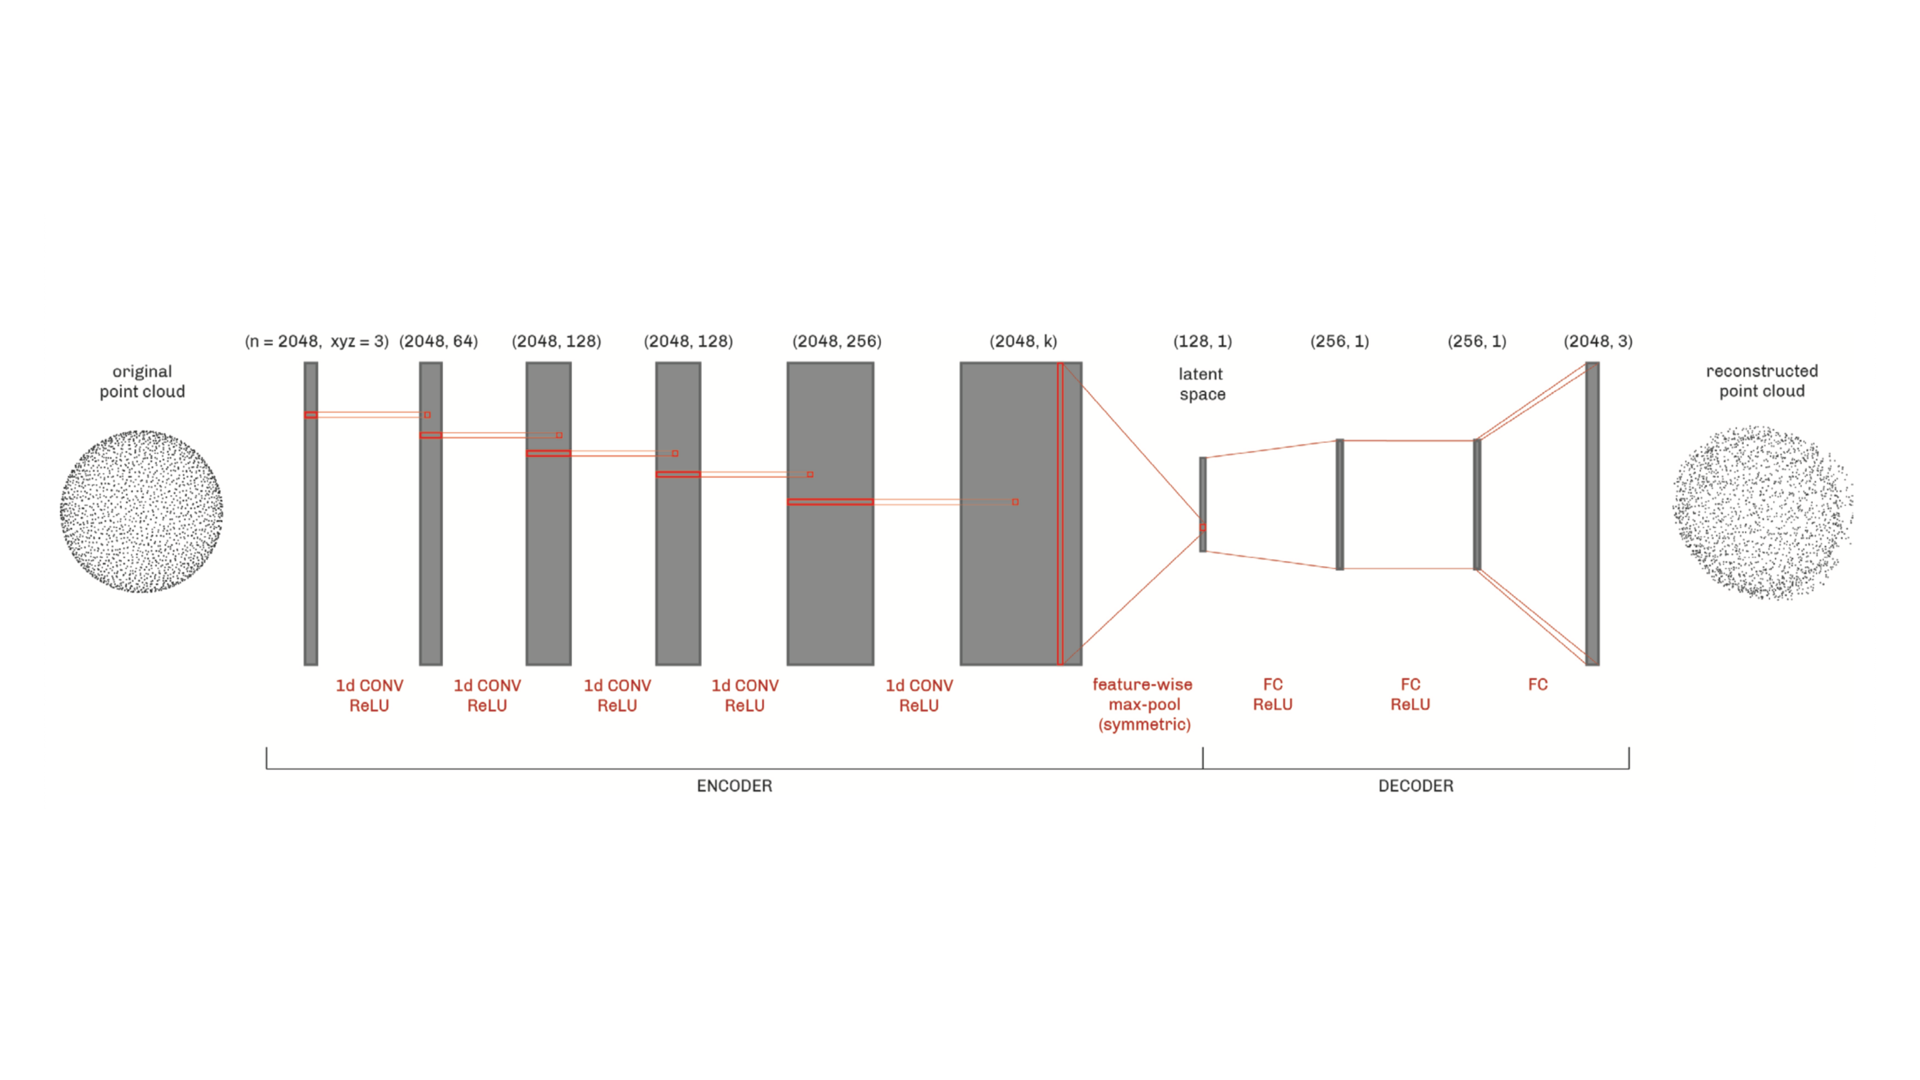 (n = 2048, xyz = 3) (2048, 64) (2048, 128) (2048, 128) (2048, 256) (2048, k) (128, 1) (256, 1) (256, 1) (2048, 3)
original
point cloud
latent
space
reconstructed
point cloud
1d CONV
ReLU
1d CONV
ReLU
1d CONV
ReLU
1d CONV
ReLU
1d CONV
ReLU
feature-wise
max-pool
(symmetric)
FC
ReLU
FC
ReLU
FC
ENCODER
DECODER